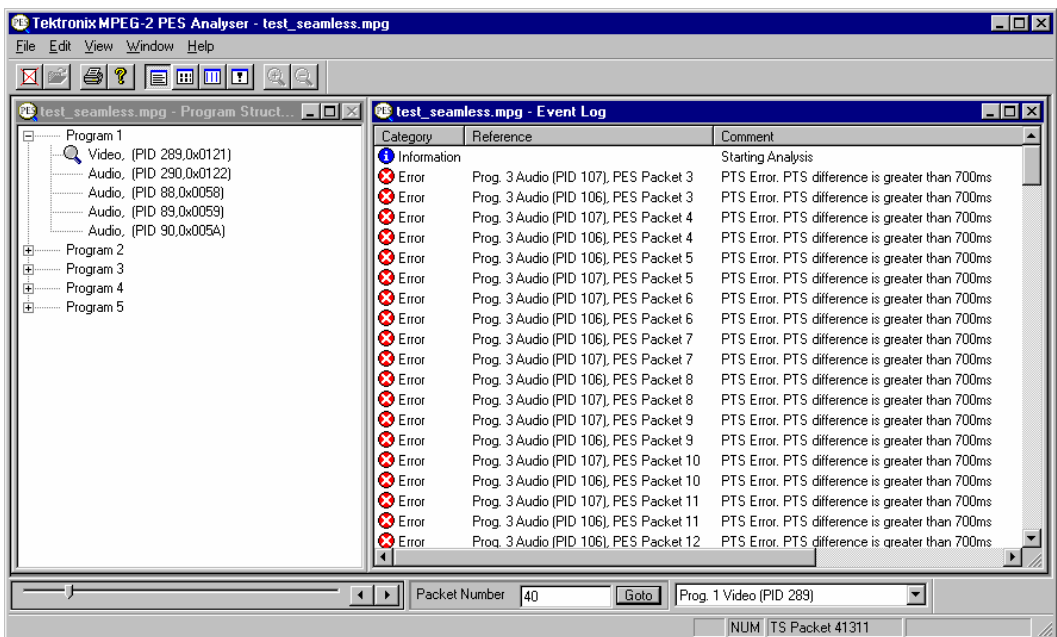 Tektronix MPEG-2 PES Analyser - test_seamless.mpg
File Edit View Window Help
test_seamless.mpg - Program Struct...
Program 1
Video, (PID 289,0x0121)
Audio, (PID 290,0x0122)
Audio, (PID 88,0x0058)
Audio, (PID 89,0x0059)
Audio, (PID 90,0x005A)
Program 2
Program 3
Program 4
Program 5
test_seamless.mpg - Event Log
Category Reference Comment
Information Starting Analysis
Error Prog. 3 Audio (PID 107), PES Packet 3 PTS Error. PTS difference is greater than 700ms
Error Prog. 3 Audio (PID 106), PES Packet 3 PTS Error. PTS difference is greater than 700ms
Error Prog. 3 Audio (PID 107), PES Packet 4 PTS Error. PTS difference is greater than 700ms
Error Prog. 3 Audio (PID 106), PES Packet 4 PTS Error. PTS difference is greater than 700ms
Error Prog. 3 Audio (PID 106), PES Packet 5 PTS Error. PTS difference is greater than 700ms
Error Prog. 3 Audio (PID 107), PES Packet 5 PTS Error. PTS difference is greater than 700ms
Error Prog. 3 Audio (PID 107), PES Packet 6 PTS Error. PTS difference is greater than 700ms
Error Prog. 3 Audio (PID 106), PES Packet 6 PTS Error. PTS difference is greater than 700ms
Error Prog. 3 Audio (PID 106), PES Packet 7 PTS Error. PTS difference is greater than 700ms
Error Prog. 3 Audio (PID 107), PES Packet 7 PTS Error. PTS difference is greater than 700ms
Error Prog. 3 Audio (PID 106), PES Packet 8 PTS Error. PTS difference is greater than 700ms
Error Prog. 3 Audio (PID 107), PES Packet 8 PTS Error. PTS difference is greater than 700ms
Error Prog. 3 Audio (PID 107), PES Packet 9 PTS Error. PTS difference is greater than 700ms
Error Prog. 3 Audio (PID 106), PES Packet 9 PTS Error. PTS difference is greater than 700ms
Error Prog. 3 Audio (PID 107), PES Packet 10 PTS Error. PTS difference is greater than 700ms
Error Prog. 3 Audio (PID 106), PES Packet 10 PTS Error. PTS difference is greater than 700ms
Error Prog. 3 Audio (PID 107), PES Packet 11 PTS Error. PTS difference is greater than 700ms
Error Prog. 3 Audio (PID 106), PES Packet 11 PTS Error. PTS difference is greater than 700ms
Error Prog. 3 Audio (PID 106), PES Packet 12 PTS Error. PTS difference is greater than 700ms
Packet Number 40 Goto Prog. 1 Video (PID 289)
NUM TS Packet 41311